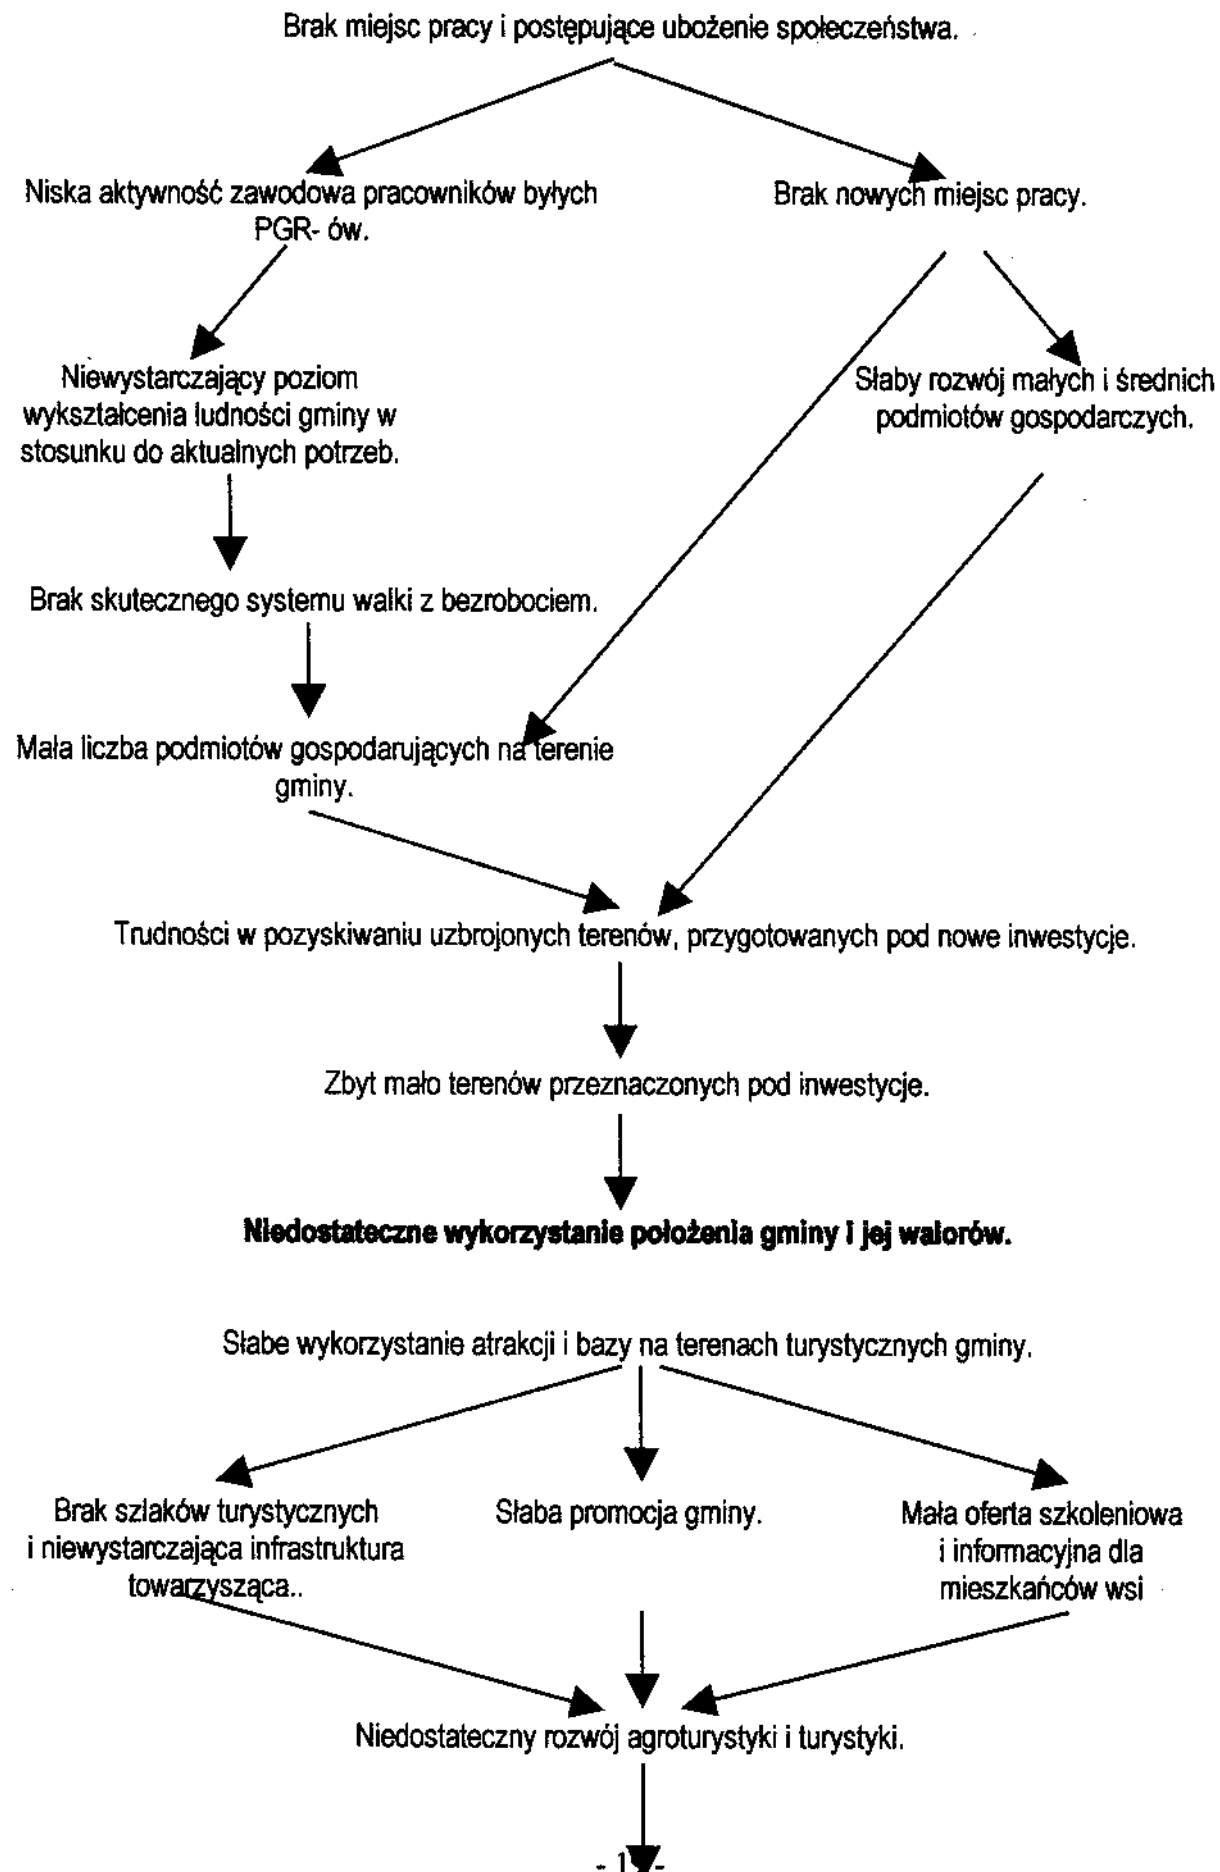 Brak miejsc pracy i postępujące ubożenie społeczeństwa.
Niska aktywność zawodowa pracowników byłych
PGR- ów.
Brak nowych miejsc pracy.
Niewystarczający poziom
wykształcenia ludności gminy w
stosunku do aktualnych potrzeb.
Słaby rozwój małych i średnich
podmiotów gospodarczych.
Brak skutecznego systemu walki z bezrobociem.
Mała liczba podmiotów gospodarujących na terenie
gminy.
Trudności w pozyskiwaniu uzbrojonych terenów, przygotowanych pod nowe inwestycje.
Zbyt mało terenów przeznaczonych pod inwestycje.
Niedostateczne wykorzystanie położenia gminy i jej walorów.
Słabe wykorzystanie atrakcji i bazy na terenach turystycznych gminy.
Brak szlaków turystycznych
i niewystarczająca infrastruktura
towarzysząca..
Słaba promocja gminy.
Mała oferta szkoleniowa
i informacyjna dla
mieszkańców wsi
Niedostateczny rozwój agroturystyki i turystyki.